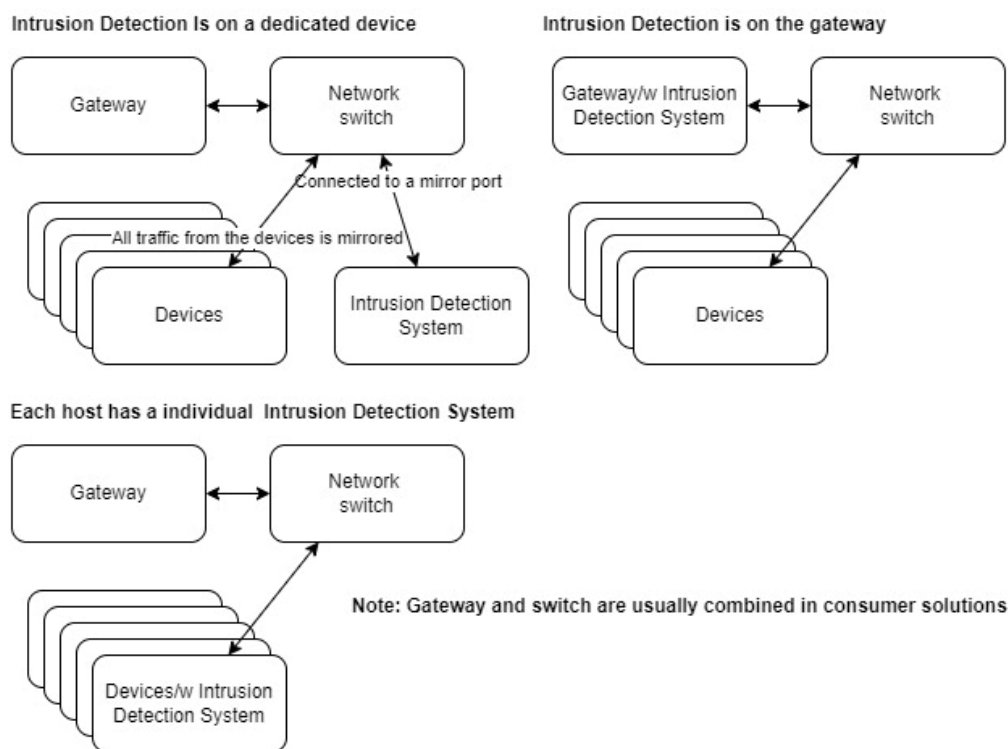 Intrusion Detection Is on a dedicated device
Gateway
Network
switch
Connected to a mirror port
All traffic from the devices is mirrored
Devices
Intrusion Detection
System
Intrusion Detection is on the gateway
Gateway/w Intrusion
Detection System
Network
switch
Devices
Each host has a individual Intrusion Detection System
Gateway
Network
switch
Devices/w Intrusion
Detection System
Note: Gateway and switch are usually combined in consumer solutions